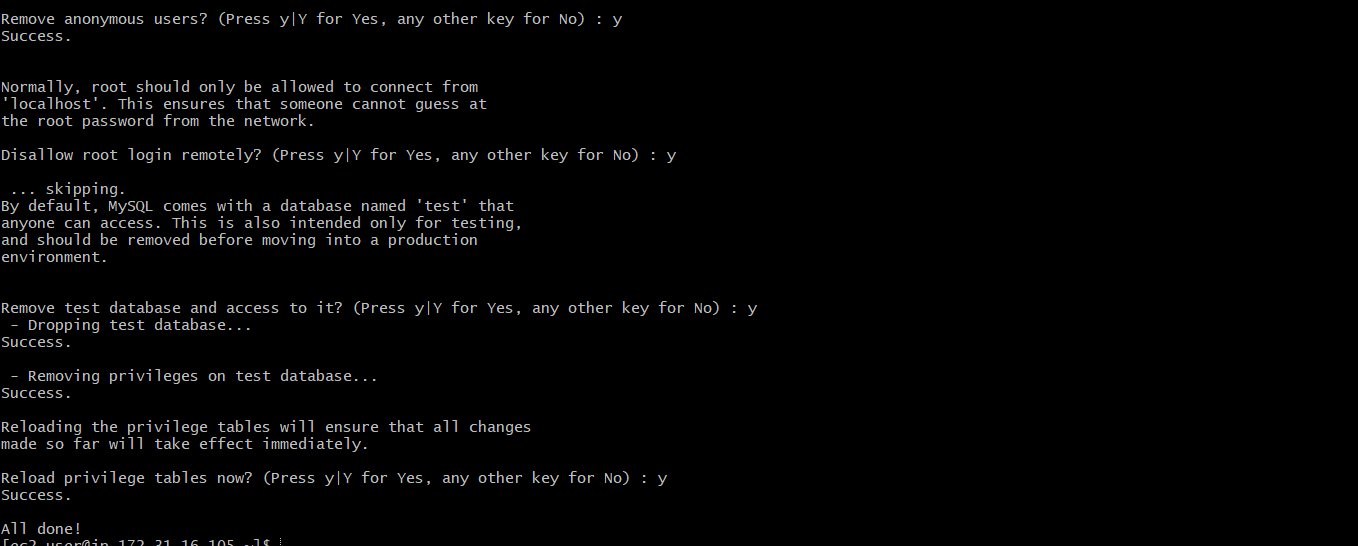 Remove anonymous users? (Press y|Y for Yes, any other key for No) : y
Success.
Normally, root should only be allowed to connect from
'localhost'. This ensures that someone cannot guess at
the root password from the network.
Disallow root login remotely? (Press y|Y for Yes, any other key for No) : y
... skipping.
By default, MySQL comes with a database named 'test' that
anyone can access. This is also intended only for testing,
and should be removed before moving into a production
environment.
Remove test database and access to it? (Press y|Y for Yes, any other key for No) : y
- Dropping test database...
Success.
- Removing privileges on test database...
Success.
Reloading the privilege tables will ensure that all changes
made so far will take effect immediately.
Reload privilege tables now? (Press y|Y for Yes, any other key for No) : y
Success.
All done!
[ec2-user@ip-172-31-16-105 ~]$